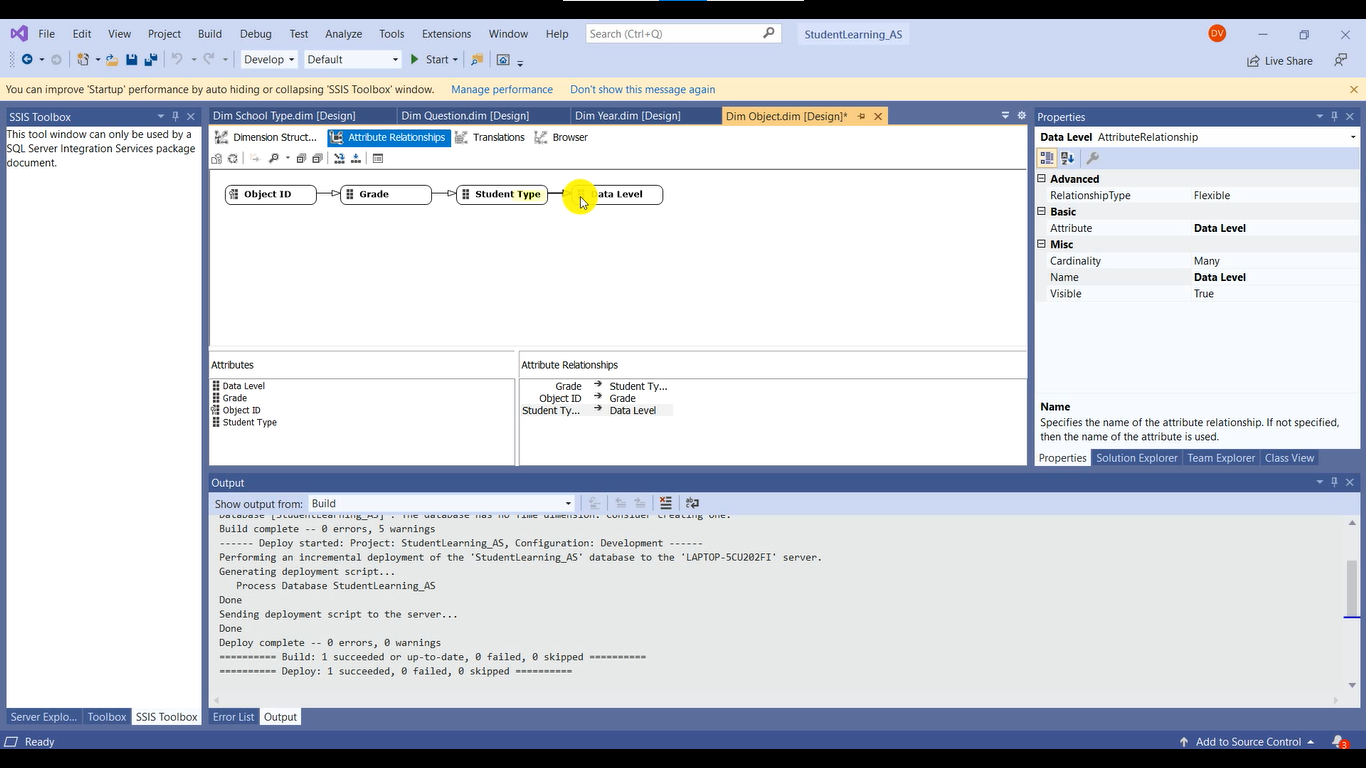 File Edit View Project Build Debug Test Analyze Tools Extensions Window Help Search (Ctrl+Q) StudentLearning_AS DV
Develop Default Start Live Share
You can improve 'Startup' performance by auto hiding or collapsing 'SSIS Toolbox' window. Manage performance Don't show this message again
SSIS Toolbox
This tool window can only be used by a
SQL Server Integration Services package
document.
Dim School Type.dim [Design] Dim Question.dim [Design] Dim Year.dim [Design] Dim Object.dim [Design]*
Dimension Struct... Attribute Relationships Translations Browser
Object ID Grade Student Type Data Level
Attributes
Data Level
Grade
Object ID
Student Type
Attribute Relationships
Grade Student Ty...
Object ID Grade
Student Ty... Data Level
Properties
Data Level AttributeRelationship
Advanced
RelationshipType Flexible
Basic
Attribute Data Level
Misc
Cardinality Many
Name Data Level
Visible True
Name
Specifies the name of the attribute relationship. If not specified,
then the name of the attribute is used.
Properties Solution Explorer Team Explorer Class View
Output
Show output from: Build
Database [StudentLearning_AS] : The database has no Time dimension. Consider creating one.
Build complete -- 0 errors, 5 warnings
------ Deploy started: Project: StudentLearning_AS, Configuration: Development ------
Performing an incremental deployment of the 'StudentLearning_AS' database to the 'LAPTOP-5CU202FI' server.
Generating deployment script...
Process Database StudentLearning_AS
Done
Sending deployment script to the server...
Done
Deploy complete -- 0 errors, 0 warnings
========== Build: 1 succeeded or up-to-date, 0 failed, 0 skipped ==========
========== Deploy: 1 succeeded, 0 failed, 0 skipped ==========
Server Explo... Toolbox SSIS Toolbox Error List Output
Ready Add to Source Control 3